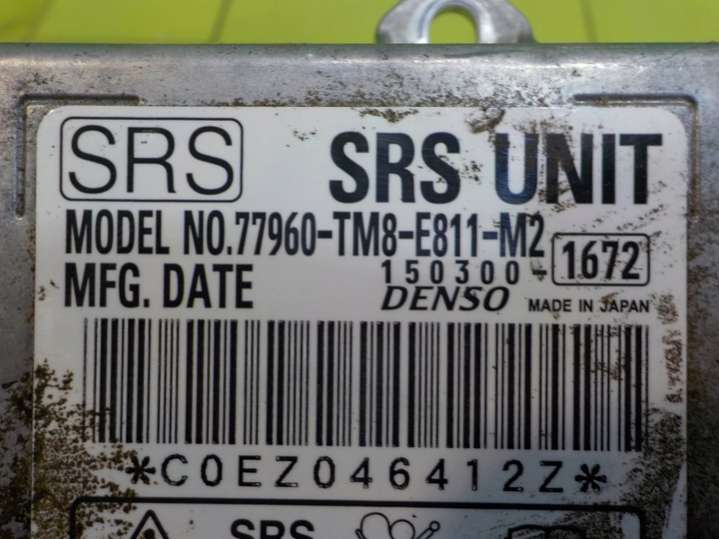 SRS SRS UNIT
MODEL NO.77960-TM8-E811-M2
150300- 1672
MFG. DATE DENSO MADE IN JAPAN
*C0EZ046412Z*
SRS